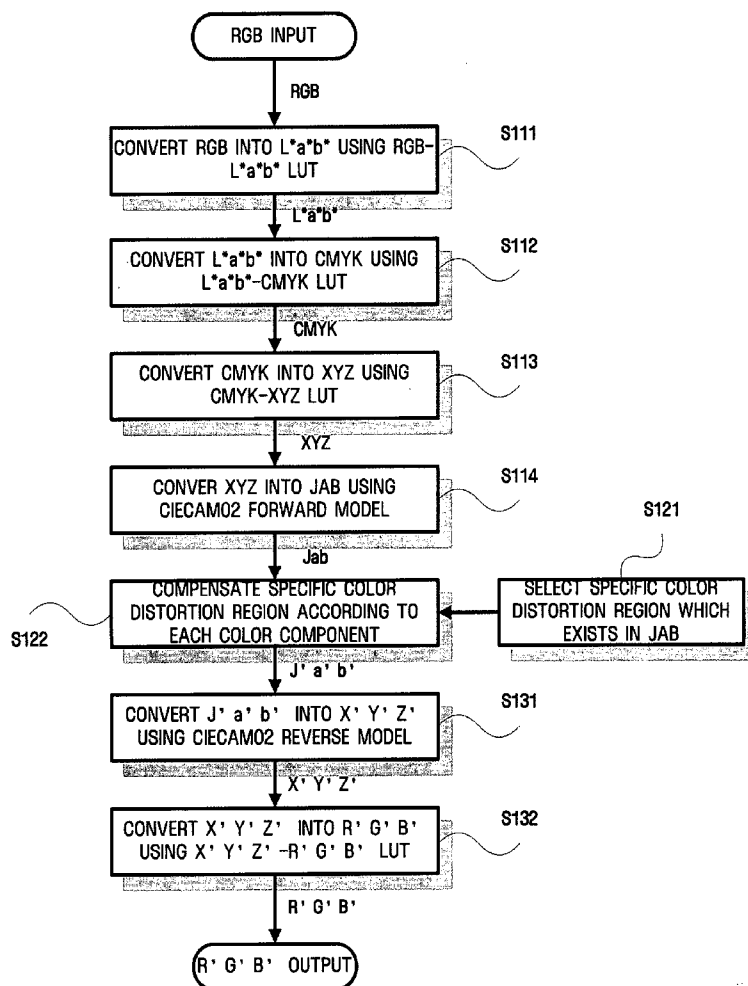 RGB INPUT
RGB
CONVERT RGB INTO L*a*b* USING RGB-
L*a*b* LUT
S111
L*a*b*
CONVERT L*a*b* INTO CMYK USING
L*a*b*-CMYK LUT
S112
CMYK
CONVERT CMYK INTO XYZ USING
CMYK-XYZ LUT
S113
XYZ
CONVER XYZ INTO JAB USING
CIECAM02 FORWARD MODEL
S114
S121
Jab
COMPENSATE SPECIFIC COLOR
DISTORTION REGION ACCORDING TO
EACH COLOR COMPONENT
SELECT SPECIFIC COLOR
DISTORTION REGION WHICH
EXISTS IN JAB
S122
J' a' b'
CONVERT J' a' b' INTO X' Y' Z'
USING CIECAM02 REVERSE MODEL
S131
X' Y' Z'
CONVERT X' Y' Z' INTO R' G' B'
USING X' Y' Z' -R' G' B' LUT
S132
R' G' B'
R' G' B' OUTPUT